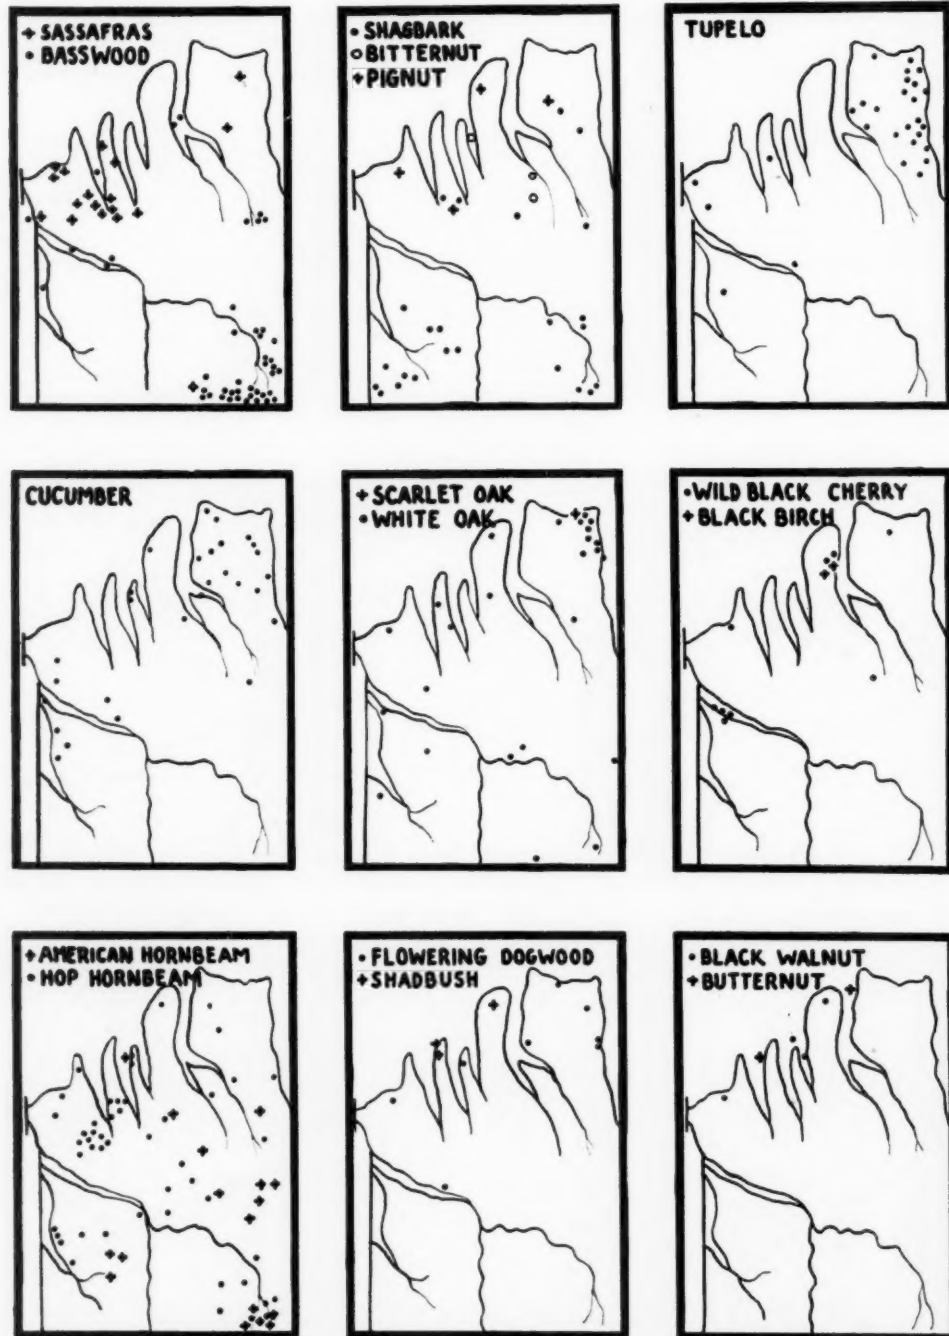 + SASSAFRAS
• BASSWOOD
• SHAGBARK
○ BITTERNUT
+ PIGNUT
TUPELO
CUCUMBER
+ SCARLET OAK
• WHITE OAK
• WILD BLACK CHERRY
+ BLACK BIRCH
+ AMERICAN HORNBEAM
• HOP HORNBEAM
• FLOWERING DOGWOOD
+ SHADBUSH
• BLACK WALNUT
+ BUTTERNUT